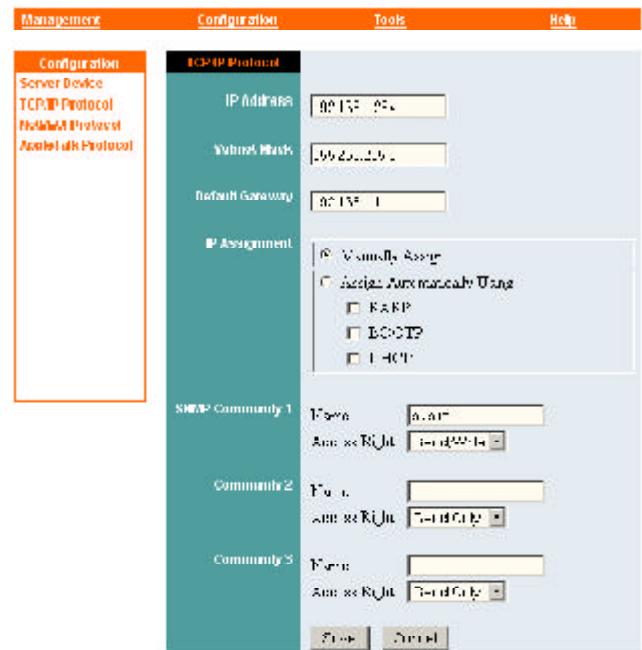 Management Configuration Tools Help
Configuration
Server Device
TCP/IP Protocol
NetWare Protocol
AppleTalk Protocol
TCP/IP Protocol
IP Address
Subnet Mask
Default Gateway
IP Assignment
Manually Assign
Assign Automatically Using
RARP
BOOTP
DHCP
SNMP Community 1
Name
Access Right Read/Write
Community 2
Name
Access Right Read Only
Community 3
Name
Access Right Read Only
Save Cancel